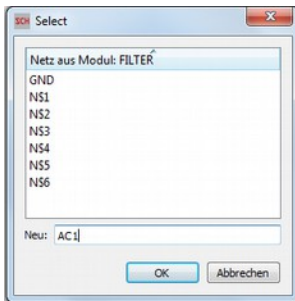 SCH Select
Netz aus Modul: FILTER
GND
N$1
N$2
N$3
N$4
N$5
N$6
Neu: AC1
OK Abbrechen